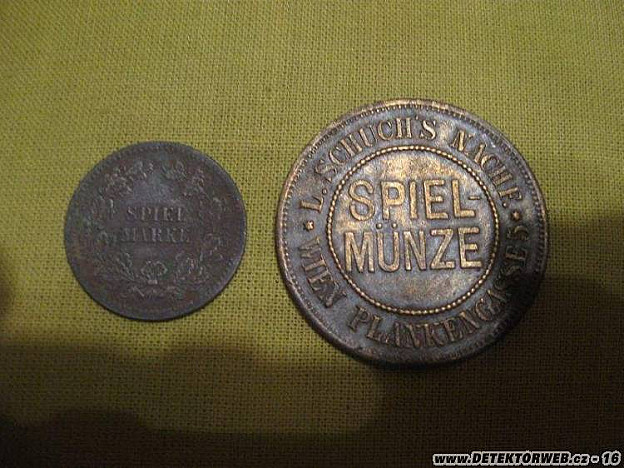 SPIEL
MARKE
L. SCHUCH'S NACHF.
SPIEL-
MÜNZE
WIEN PLANKENGASSE 5
www.DETEKTORWEB.cz - 16